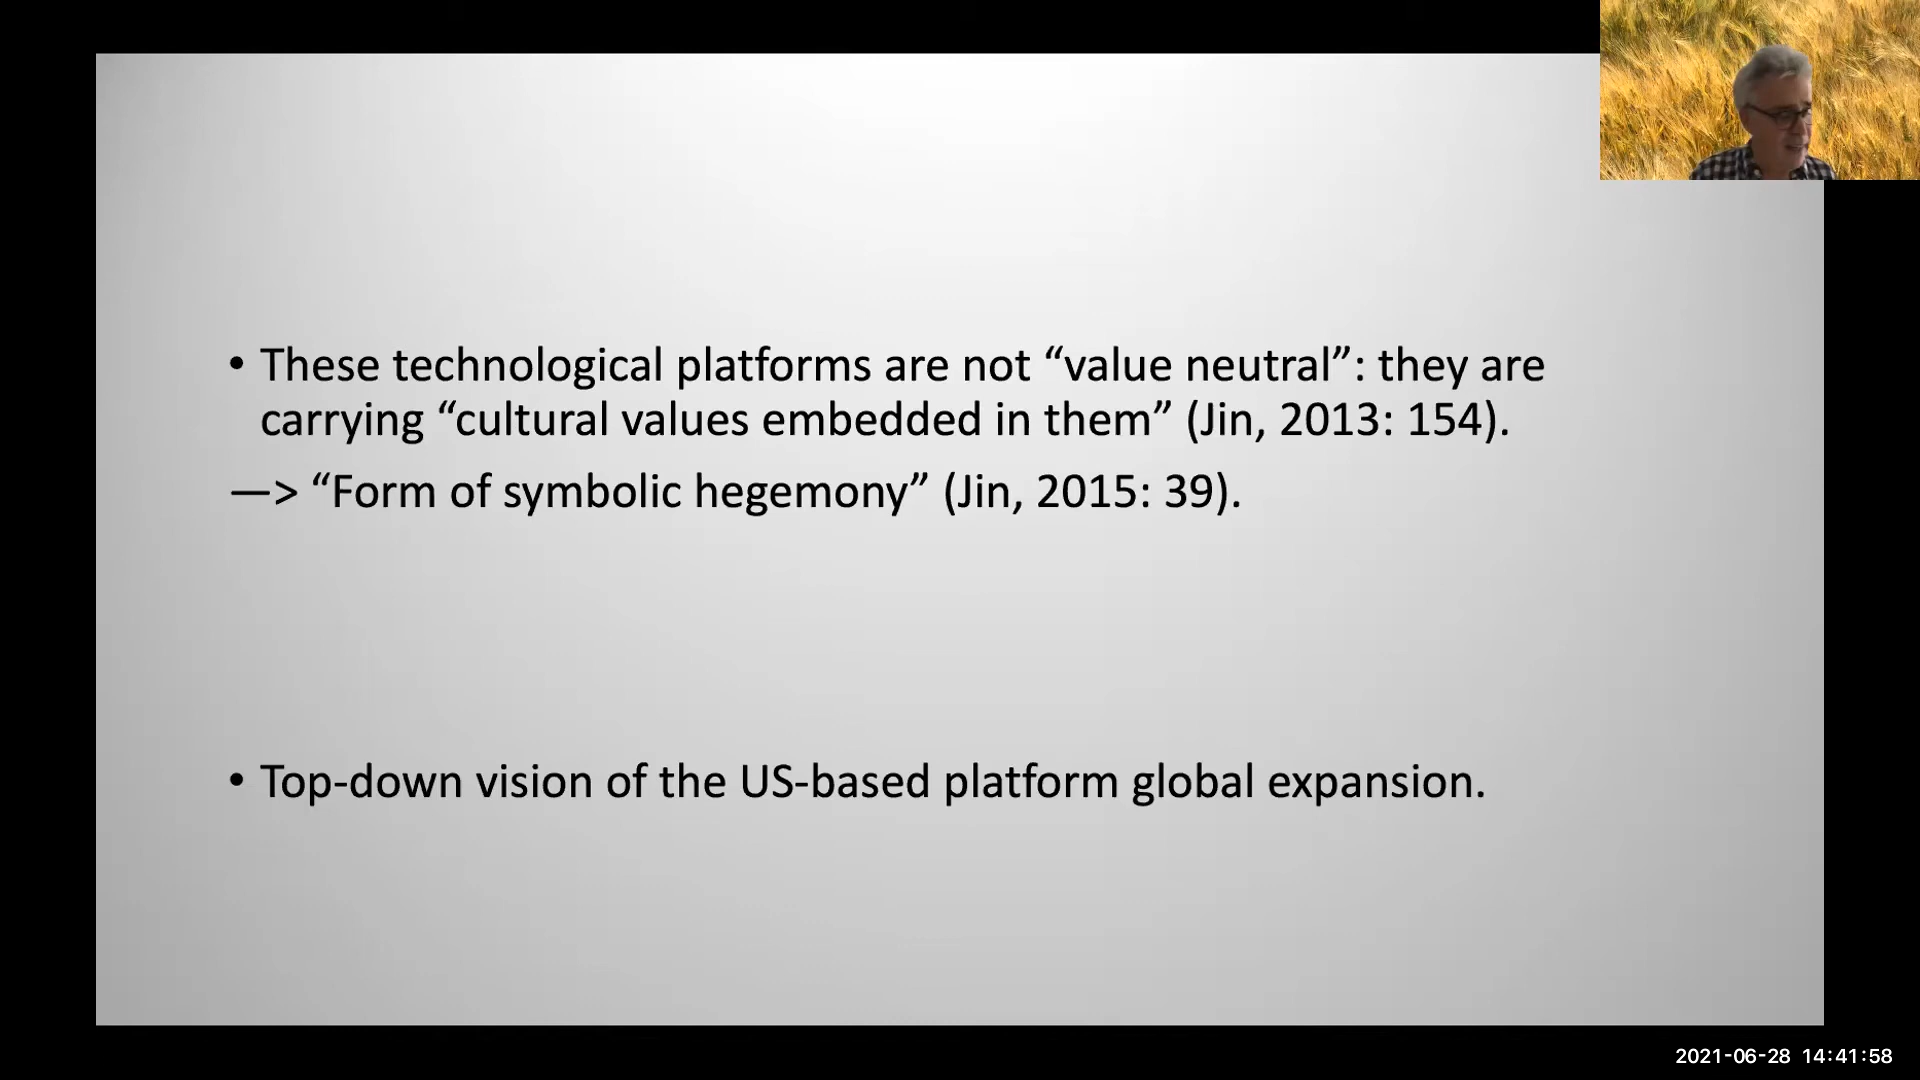 • These technological platforms are not “value neutral”: they are
carrying “cultural values embedded in them” (Jin, 2013: 154).
—> “Form of symbolic hegemony” (Jin, 2015: 39).
• Top-down vision of the US-based platform global expansion.
2021-06-28 14:41:58